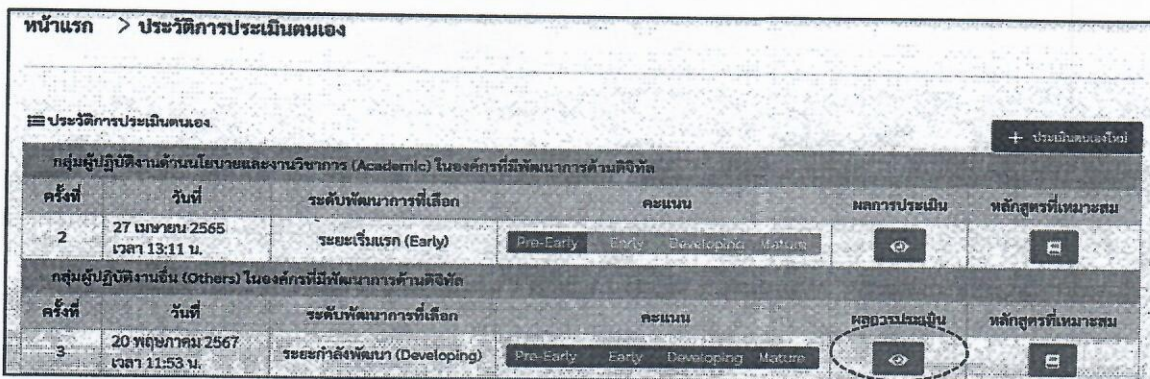 หน้าแรก > ประวัติการประเมินตนเอง
ประวัติการประเมินตนเอง
+ ประเมินตนเองใหม่
กลุ่มผู้ปฏิบัติงานด้านนโยบายและงานวิชาการ (Academic) ในองค์กรที่มีพัฒนาการด้านดิจิทัล
ครั้งที่ วันที่ ระดับพัฒนาการที่เลือก คะแนน ผลการประเมิน หลักสูตรที่เหมาะสม
2 27 เมษายน 2565 เวลา 13:11 น. ระยะเริ่มแรก (Early) Pre-Early Early Developing Mature
กลุ่มผู้ปฏิบัติงานอื่น (Others) ในองค์กรที่มีพัฒนาการด้านดิจิทัล
ครั้งที่ วันที่ ระดับพัฒนาการที่เลือก คะแนน ผลการประเมิน หลักสูตรที่เหมาะสม
3 20 พฤษภาคม 2567 เวลา 11:53 น. ระยะกำลังพัฒนา (Developing) Pre-Early Early Developing Mature